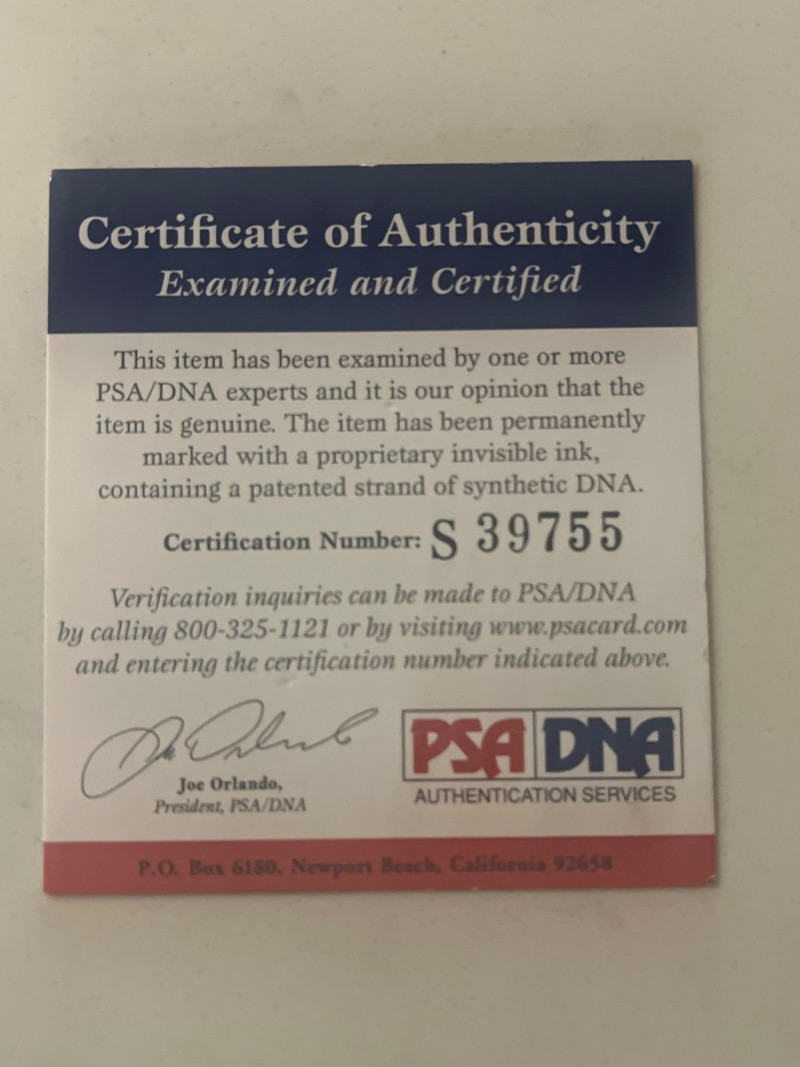 Certificate of Authenticity
Examined and Certified
This item has been examined by one or more
PSA/DNA experts and it is our opinion that the
item is genuine. The item has been permanently
marked with a proprietary invisible ink,
containing a patented strand of synthetic DNA.
Certification Number: S 39755
Verification inquiries can be made to PSA/DNA
by calling 800-325-1121 or by visiting www.psacard.com
and entering the certification number indicated above.
Joe Orlando
Joe Orlando,
President, PSA/DNA
PSA DNA
AUTHENTICATION SERVICES
P.O. Box 6180, Newport Beach, California 92658